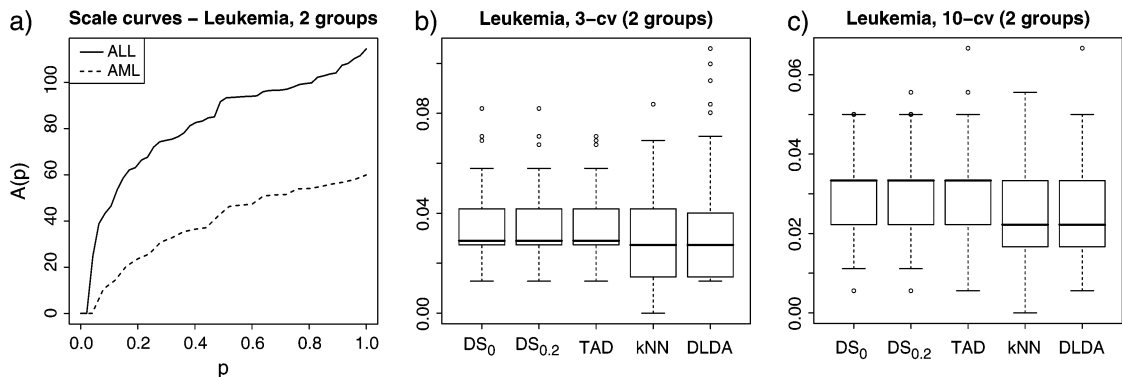 a) Scale curves − Leukemia, 2 groups
ALL
AML
A(p)
0 20 40 60 80 100
0.0 0.2 0.4 0.6 0.8 1.0
p
b) Leukemia, 3−cv (2 groups)
0.00 0.04 0.08
DS0 DS0.2 TAD kNN DLDA
c) Leukemia, 10−cv (2 groups)
0.00 0.02 0.04 0.06
DS0 DS0.2 TAD kNN DLDA